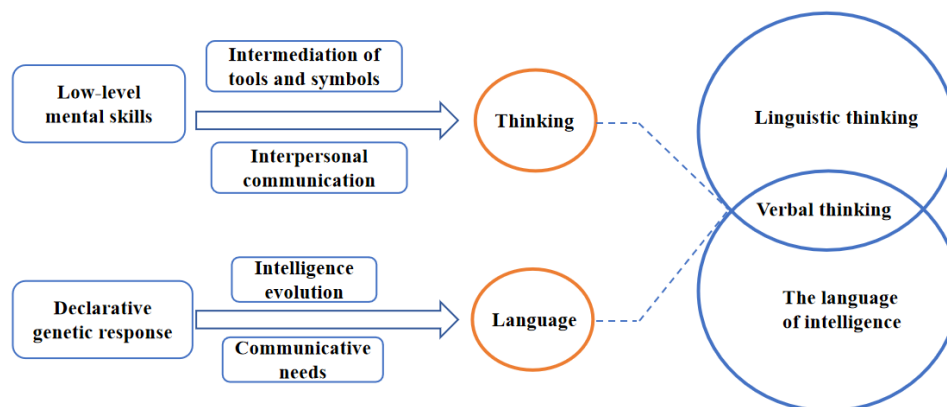 Low-level
mental skills
Intermediation of
tools and symbols
Interpersonal
communication
Thinking
Linguistic thinking
Verbal thinking
Declarative
genetic response
Intelligence
evolution
Communicative
needs
Language
The language
of intelligence